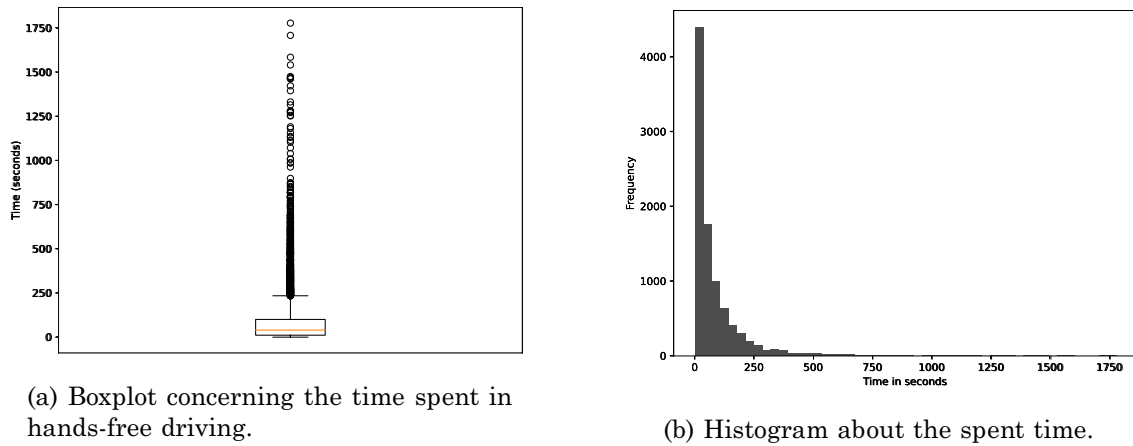 1750
1500
1250
1000
750
500
250
0
Time (seconds)
(a) Boxplot concerning the time spent in
hands-free driving.
4000
3000
2000
1000
0
Frequency
0 250 500 750 1000 1250 1500 1750
Time in seconds
(b) Histogram about the spent time.